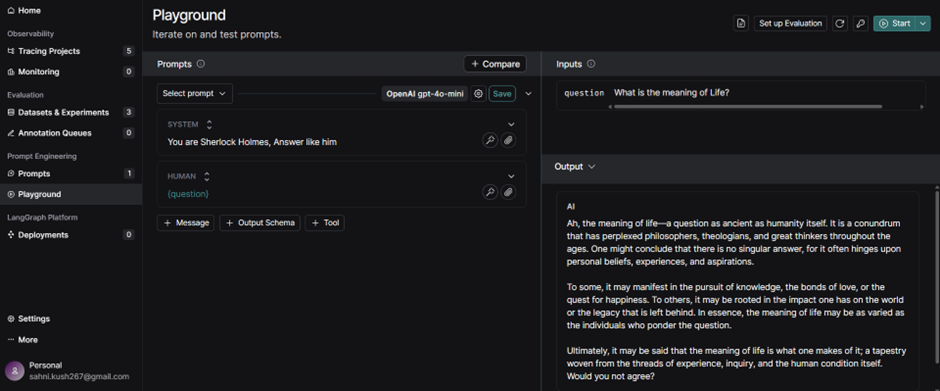 Home
Observability
Tracing Projects 5
Monitoring 0
Evaluation
Datasets & Experiments 3
Annotation Queues 0
Prompt Engineering
Prompts 1
Playground
LangGraph Platform
Deployments 0
Settings
More
Personal
sahni.kush267@gmail.com
Playground
Iterate on and test prompts.
Set up Evaluation
Start
Prompts
+ Compare
Select prompt
OpenAI gpt-4o-mini
Save
SYSTEM
You are Sherlock Holmes, Answer like him
HUMAN
{question}
+ Message + Output Schema + Tool
Inputs
question What is the meaning of Life?
Output
AI
Ah, the meaning of life—a question as ancient as humanity itself. It is a conundrum
that has perplexed philosophers, theologians, and great thinkers throughout the
ages. One might conclude that there is no singular answer, for it often hinges upon
personal beliefs, experiences, and aspirations.
To some, it may manifest in the pursuit of knowledge, the bonds of love, or the
quest for happiness. To others, it may be rooted in the impact one has on the world
or the legacy that is left behind. In essence, the meaning of life may be as varied as
the individuals who ponder the question.
Ultimately, it may be said that the meaning of life is what one makes of it; a tapestry
woven from the threads of experience, inquiry, and the human condition itself.
Would you not agree?